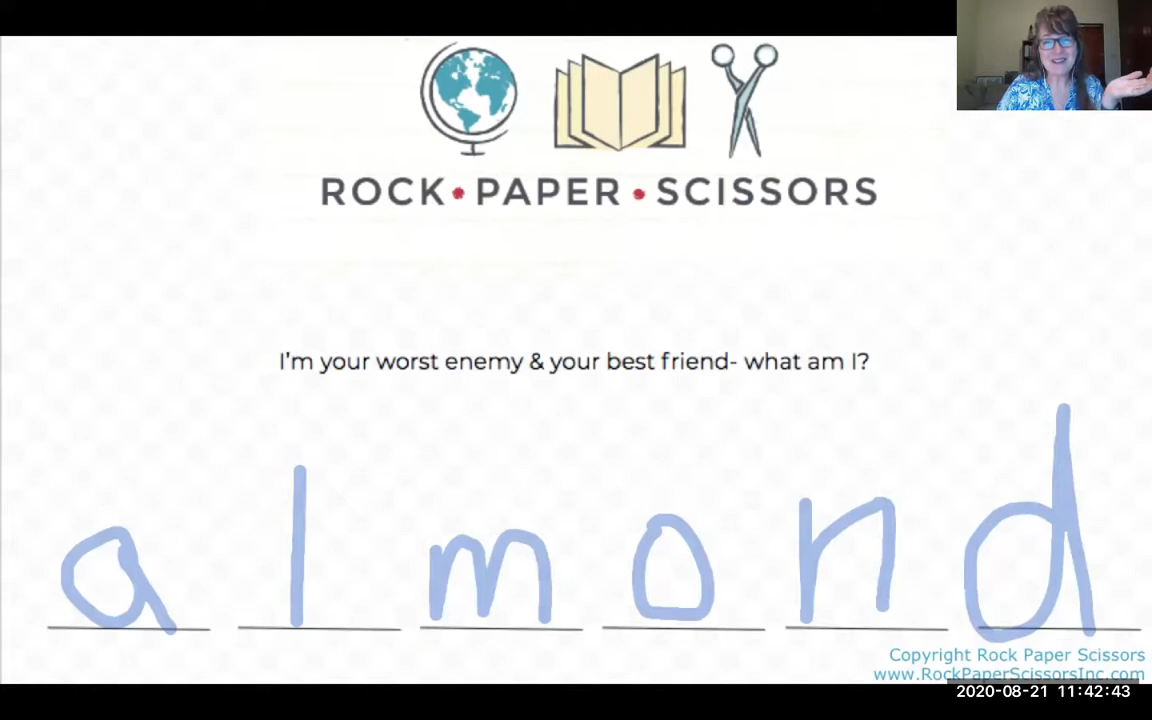 ROCK•PAPER•SCISSORS
I'm your worst enemy & your best friend- what am I?
a l m o n d
Copyright Rock Paper Scissors
www.RockPaperScissorsInc.com
2020-08-21 11:42:43